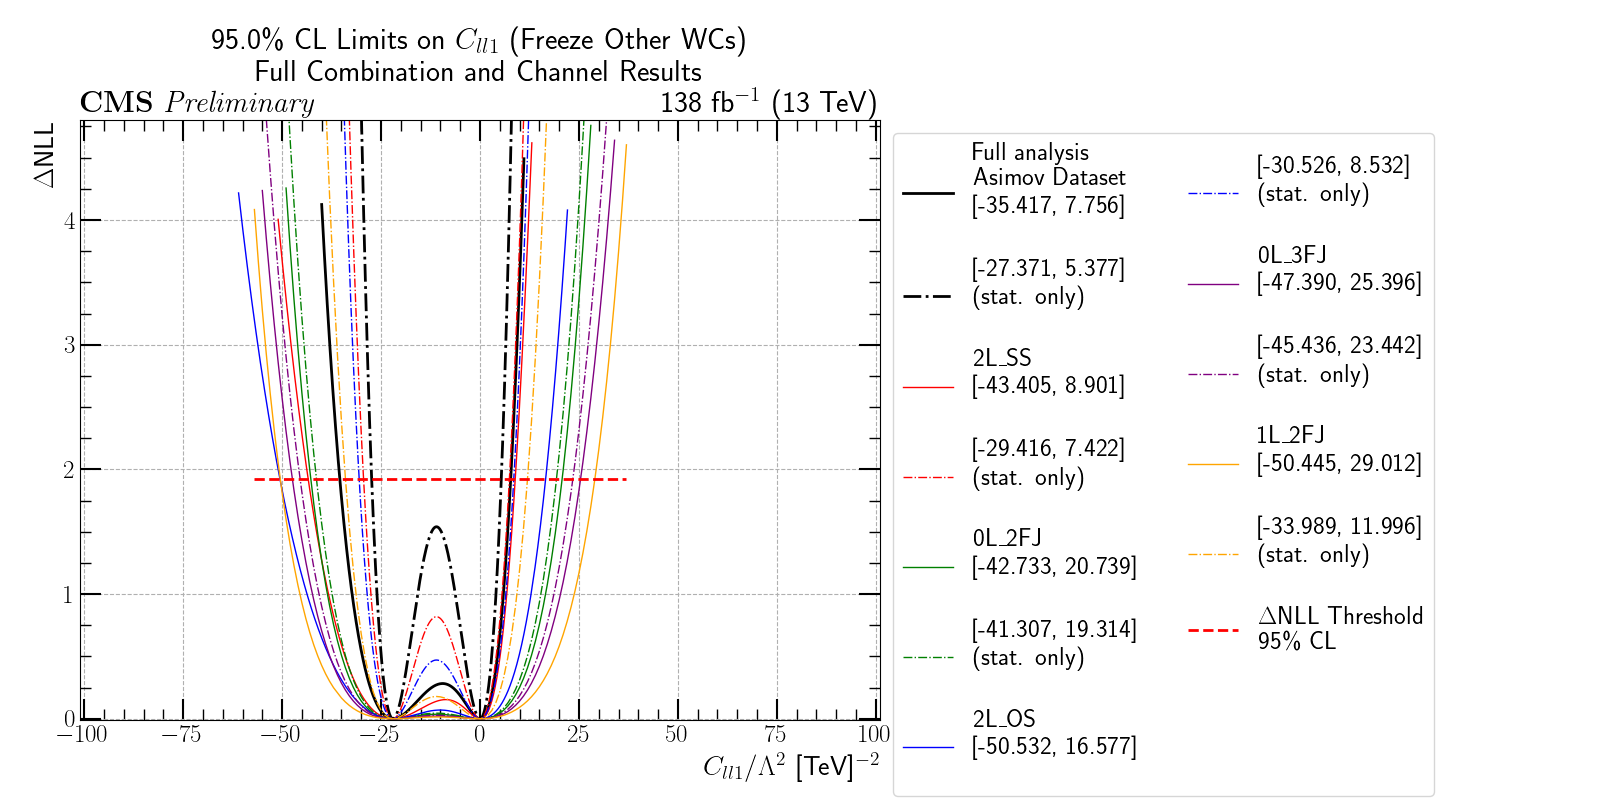 95.0% CL Limits on C_ll1 (Freeze Other WCs)
Full Combination and Channel Results
CMS Preliminary
138 fb⁻¹ (13 TeV)
ΔNLL
4
3
2
1
0
−100
−75
−50
−25
0
25
50
75
100
C_ll1/Λ² [TeV]⁻²
Full analysis
Asimov Dataset
[-35.417, 7.756]
[-27.371, 5.377]
(stat. only)
2L_SS
[-43.405, 8.901]
[-29.416, 7.422]
(stat. only)
0L_2FJ
[-42.733, 20.739]
[-41.307, 19.314]
(stat. only)
2L_OS
[-50.532, 16.577]
[-30.526, 8.532]
(stat. only)
0L_3FJ
[-47.390, 25.396]
[-45.436, 23.442]
(stat. only)
1L_2FJ
[-50.445, 29.012]
[-33.989, 11.996]
(stat. only)
ΔNLL Threshold
95% CL